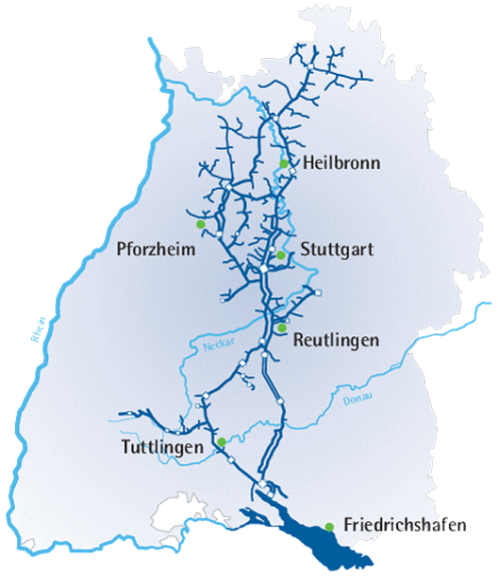 Heilbronn
Pforzheim
Stuttgart
Rhein
Neckar
Reutlingen
Donau
Tuttlingen
Friedrichshafen